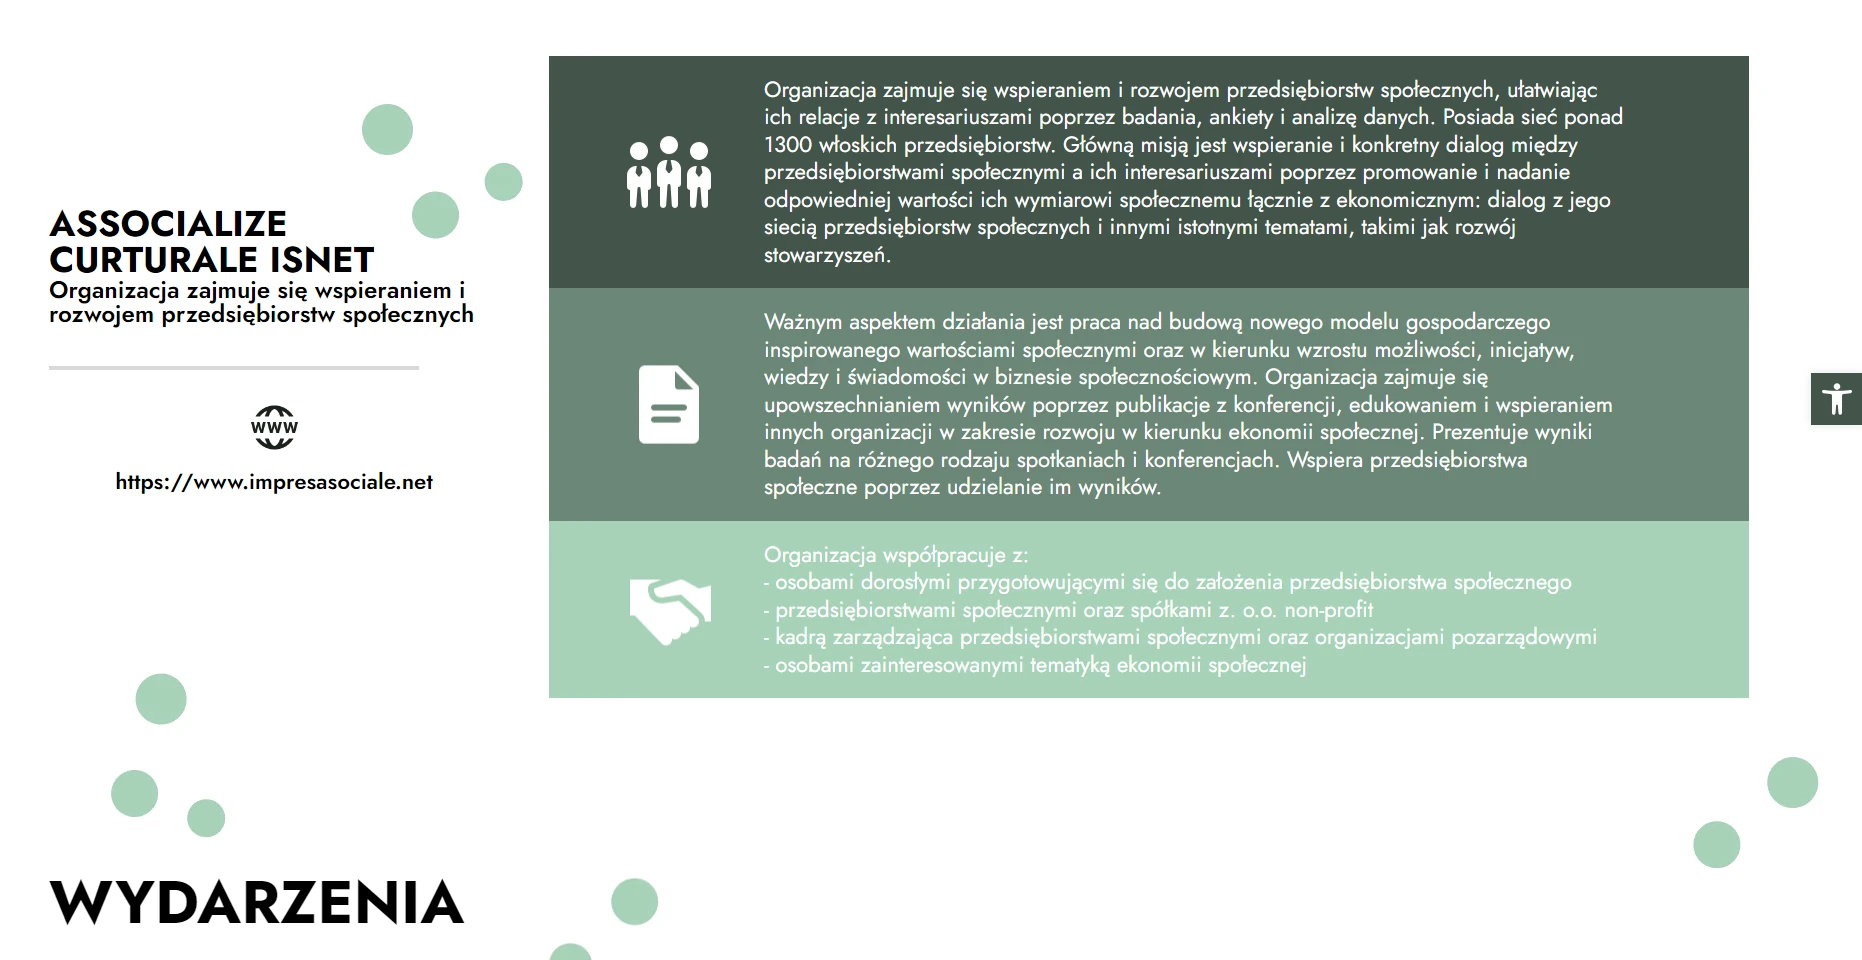 ASSOCIALIZE
CURTURALE ISNET
Organizacja zajmuje się wspieraniem i
rozwojem przedsiębiorstw społecznych
www
https://www.impresasociale.net
Organizacja zajmuje się wspieraniem i rozwojem przedsiębiorstw społecznych, ułatwiając
ich relacje z interesariuszami poprzez badania, ankiety i analizę danych. Posiada sieć ponad
1300 włoskich przedsiębiorstw. Główną misją jest wspieranie i konkretny dialog między
przedsiębiorstwami społecznymi a ich interesariuszami poprzez promowanie i nadanie
odpowiedniej wartości ich wymiarowi społecznemu łącznie z ekonomicznym: dialog z jego
siecią przedsiębiorstw społecznych i innymi istotnymi tematami, takimi jak rozwój
stowarzyszeń.
Ważnym aspektem działania jest praca nad budową nowego modelu gospodarczego
inspirowanego wartościami społecznymi oraz w kierunku wzrostu możliwości, inicjatyw,
wiedzy i świadomości w biznesie społecznościowym. Organizacja zajmuje się
upowszechnianiem wyników poprzez publikacje z konferencji, edukowaniem i wspieraniem
innych organizacji w zakresie rozwoju w kierunku ekonomii społecznej. Prezentuje wyniki
badań na różnego rodzaju spotkaniach i konferencjach. Wspiera przedsiębiorstwa
społeczne poprzez udzielanie im wyników.
Organizacja współpracuje z:
- osobami dorosłymi przygotowującymi się do założenia przedsiębiorstwa społecznego
- przedsiębiorstwami społecznymi oraz spółkami z. o.o. non-profit
- kadrą zarządzająca przedsiębiorstwami społecznymi oraz organizacjami pozarządowymi
- osobami zainteresowanymi tematyką ekonomii społecznej
WYDARZENIA